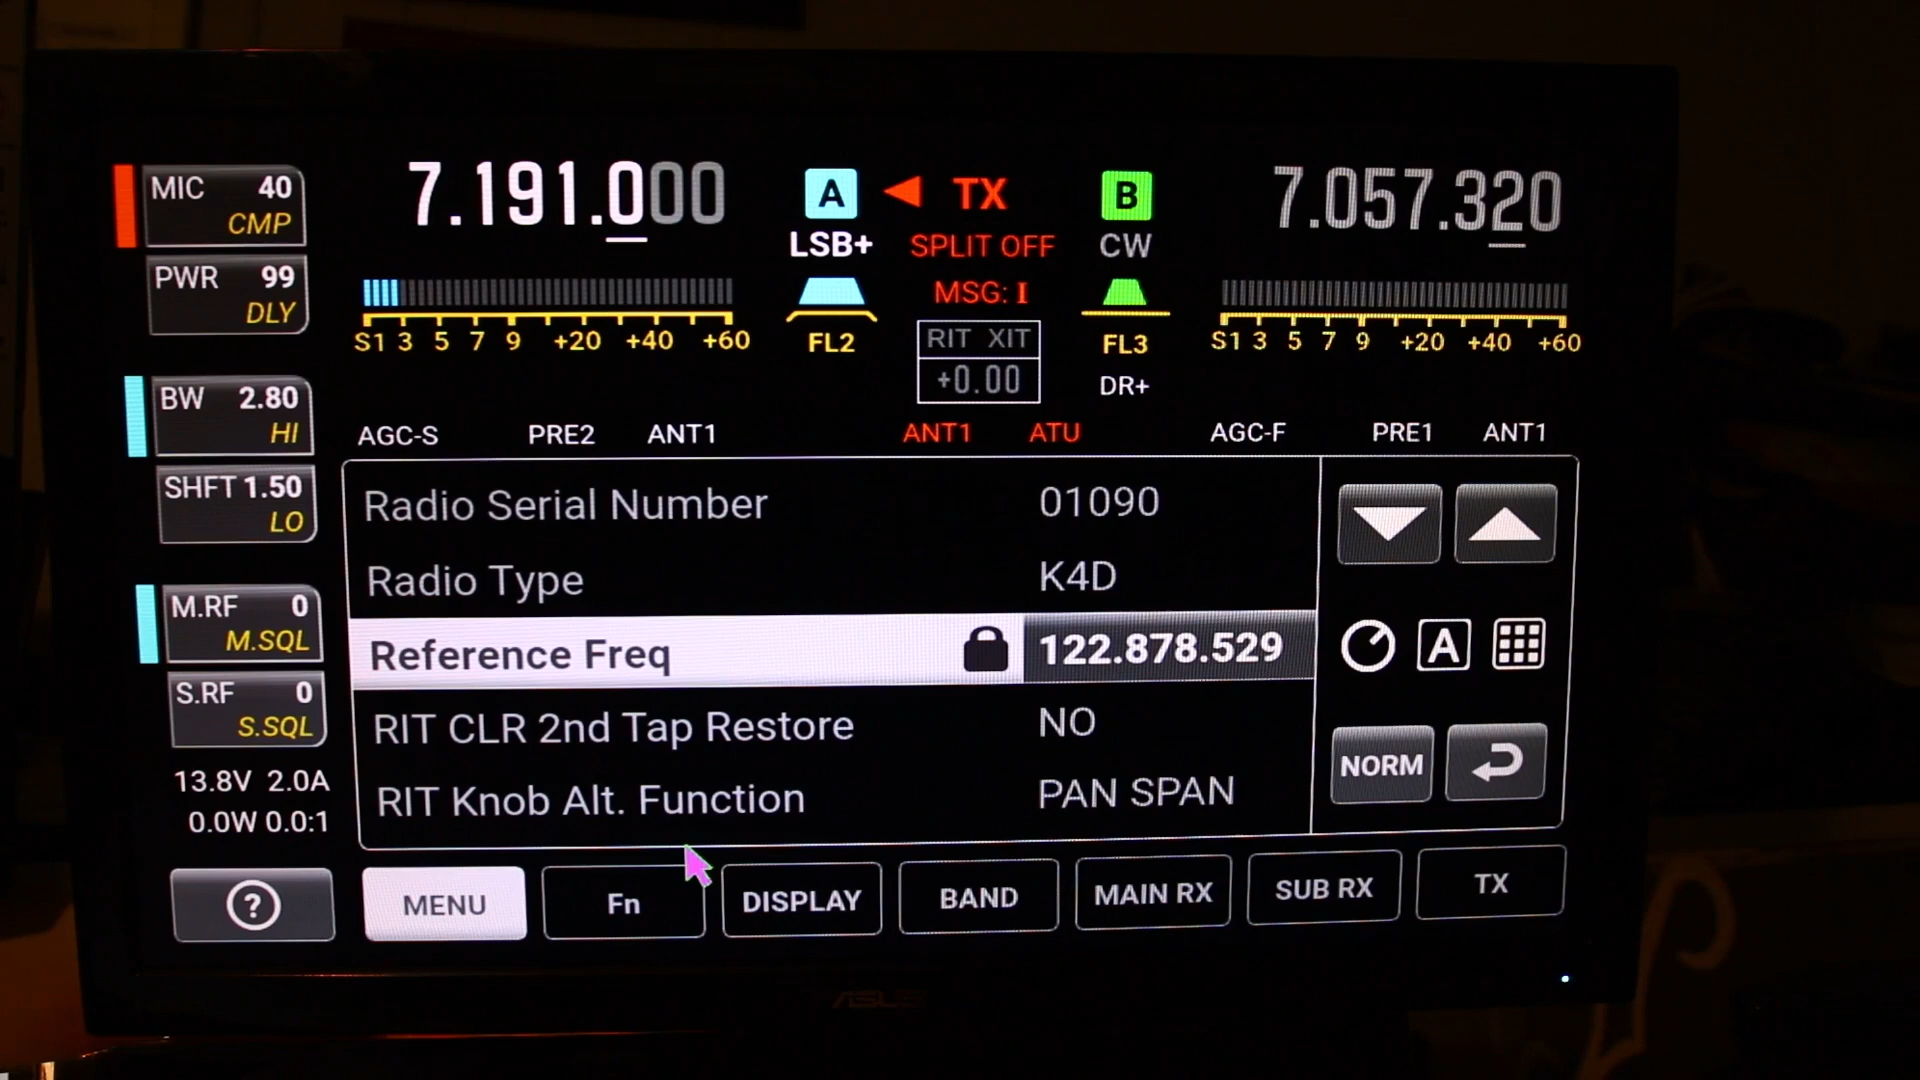 MIC 40
CMP
PWR 99
DLY
BW 2.80
HI
SHFT 1.50
LO
M.RF 0
M.SQL
S.RF 0
S.SQL
13.8V 2.0A
0.0W 0.0:1
7.191.000
A TX B
7.057.320
LSB+ SPLIT OFF CW
MSG: I
S1 3 5 7 9 +20 +40 +60
FL2
RIT XIT
+0.00
FL3
DR+
S1 3 5 7 9 +20 +40 +60
AGC-S PRE2 ANT1 ANT1 ATU AGC-F PRE1 ANT1
Radio Serial Number 01090
Radio Type K4D
Reference Freq 122.878.529
RIT CLR 2nd Tap Restore NO
RIT Knob Alt. Function PAN SPAN
A
NORM
? MENU Fn DISPLAY BAND MAIN RX SUB RX TX
ASUS